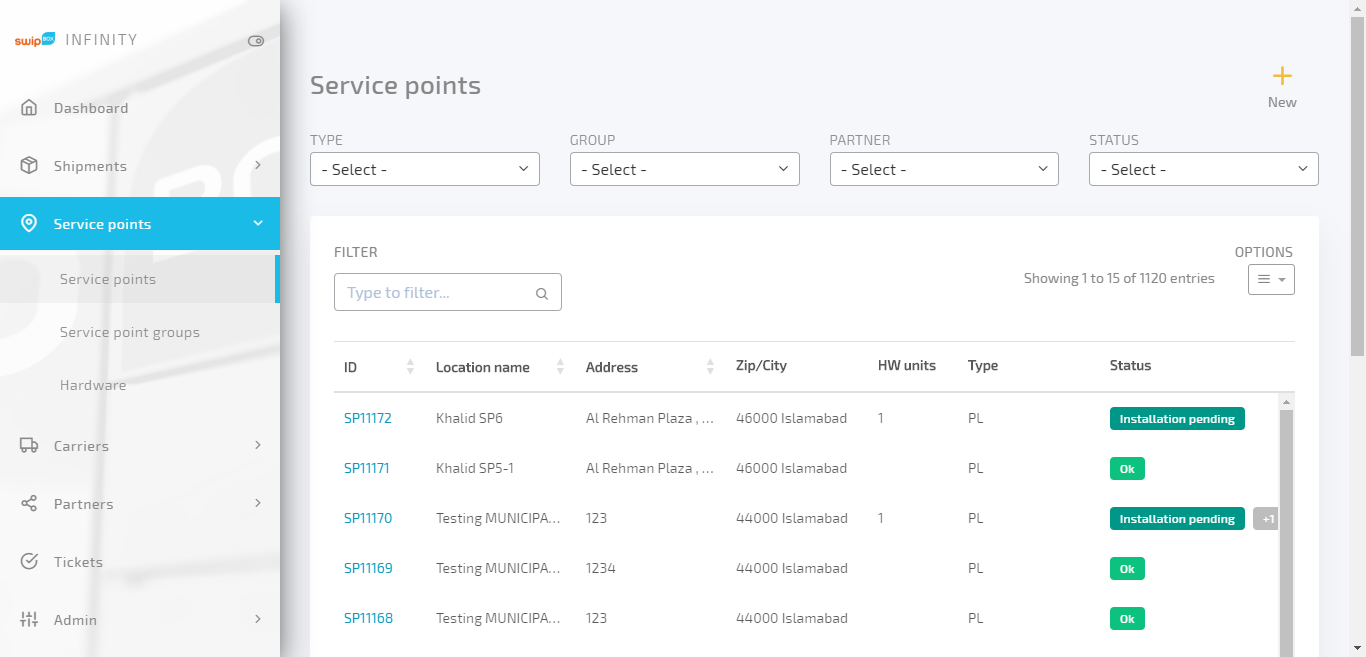 swip BOX INFINITY
Dashboard
Shipments
Service points
Service points
Service point groups
Hardware
Carriers
Partners
Tickets
Admin
Service points
New
TYPE GROUP PARTNER STATUS
- Select - - Select - - Select - - Select -
FILTER OPTIONS
Type to filter... Showing 1 to 15 of 1120 entries
ID Location name Address Zip/City HW units Type Status
SP11172 Khalid SP6 Al Rehman Plaza , ... 46000 Islamabad 1 PL Installation pending
SP11171 Khalid SP5-1 Al Rehman Plaza , ... 46000 Islamabad PL Ok
SP11170 Testing MUNICIPA... 123 44000 Islamabad 1 PL Installation pending +1
SP11169 Testing MUNICIPA... 1234 44000 Islamabad PL Ok
SP11168 Testing MUNICIPA... 123 44000 Islamabad PL Ok